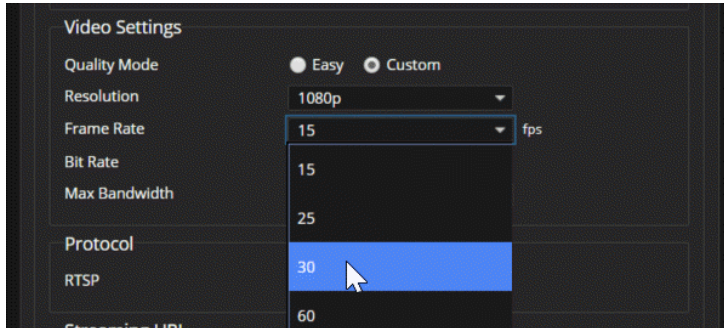 Video Settings
Quality Mode Easy Custom
Resolution 1080p
Frame Rate 15 fps
Bit Rate
15
Max Bandwidth
25
Protocol
30
RTSP
60